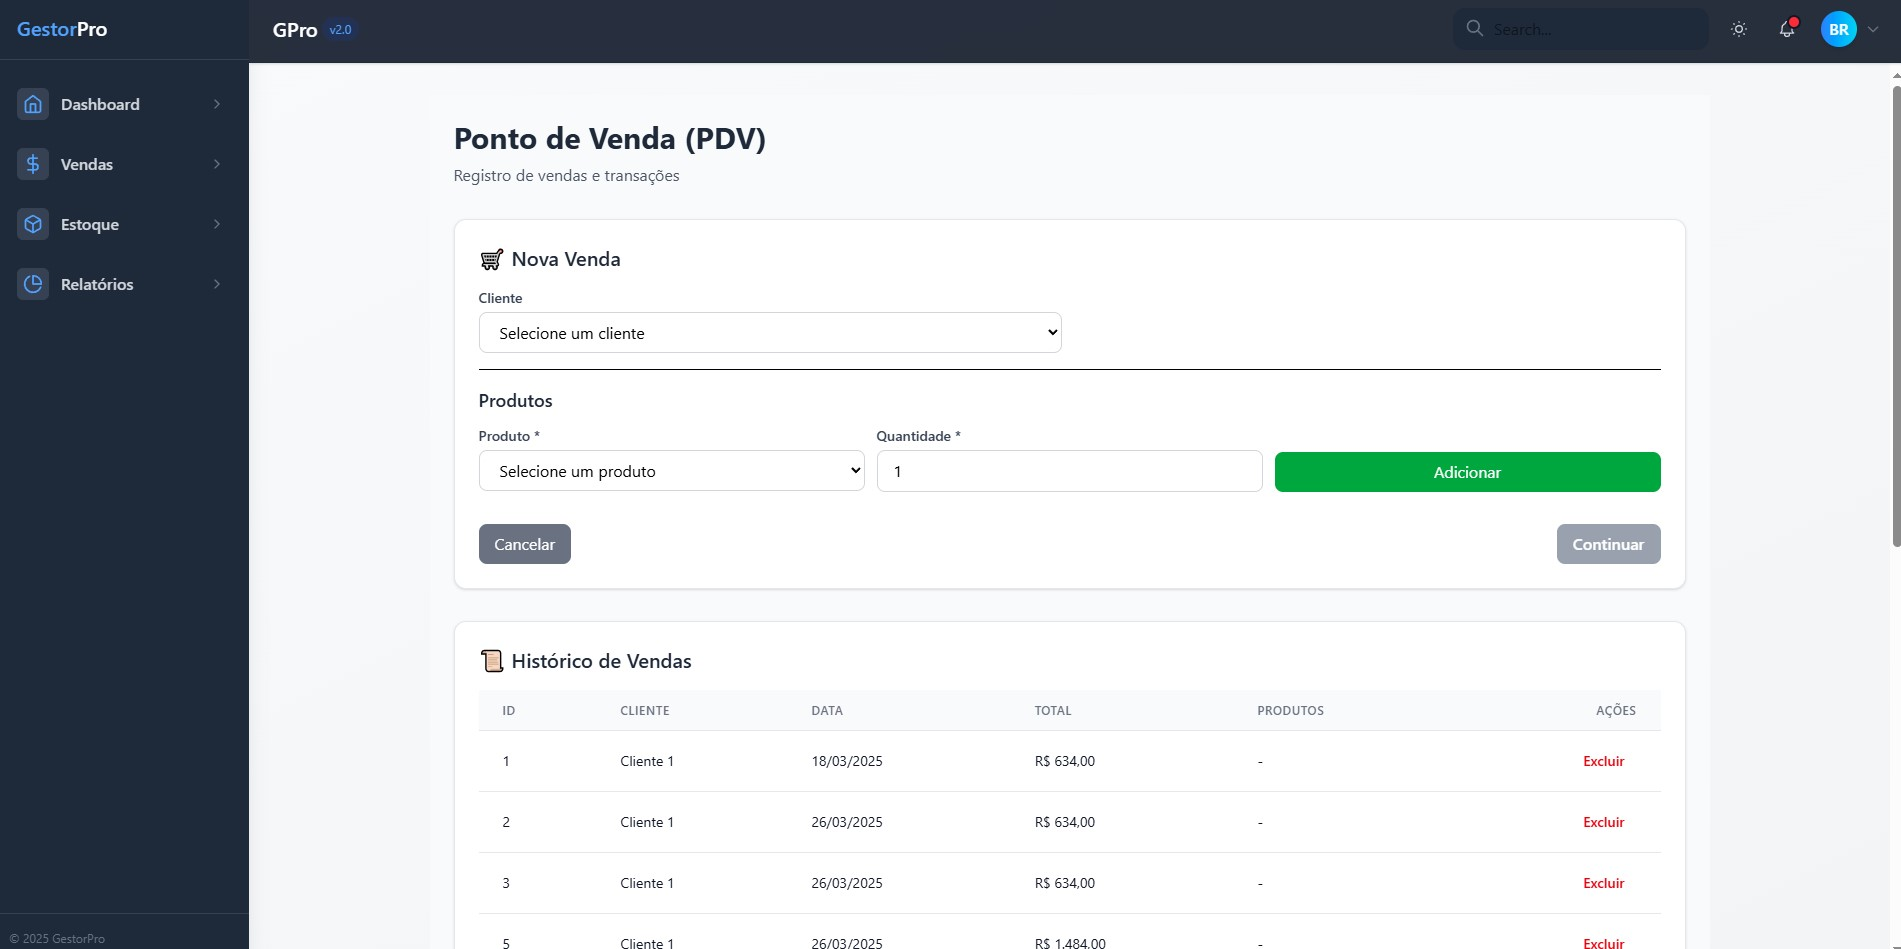 GestorPro
GPro v2.0
Search...
BR
Dashboard
Vendas
Estoque
Relatórios
© 2025 GestorPro
Ponto de Venda (PDV)
Registro de vendas e transações
Nova Venda
Cliente
Selecione um cliente
Produtos
Produto * Quantidade *
Selecione um produto 1 Adicionar
Cancelar Continuar
Histórico de Vendas
ID CLIENTE DATA TOTAL PRODUTOS AÇÕES
1 Cliente 1 18/03/2025 R$ 634,00 - Excluir
2 Cliente 1 26/03/2025 R$ 634,00 - Excluir
3 Cliente 1 26/03/2025 R$ 634,00 - Excluir
5 Cliente 1 26/03/2025 R$ 1.484,00 - Excluir